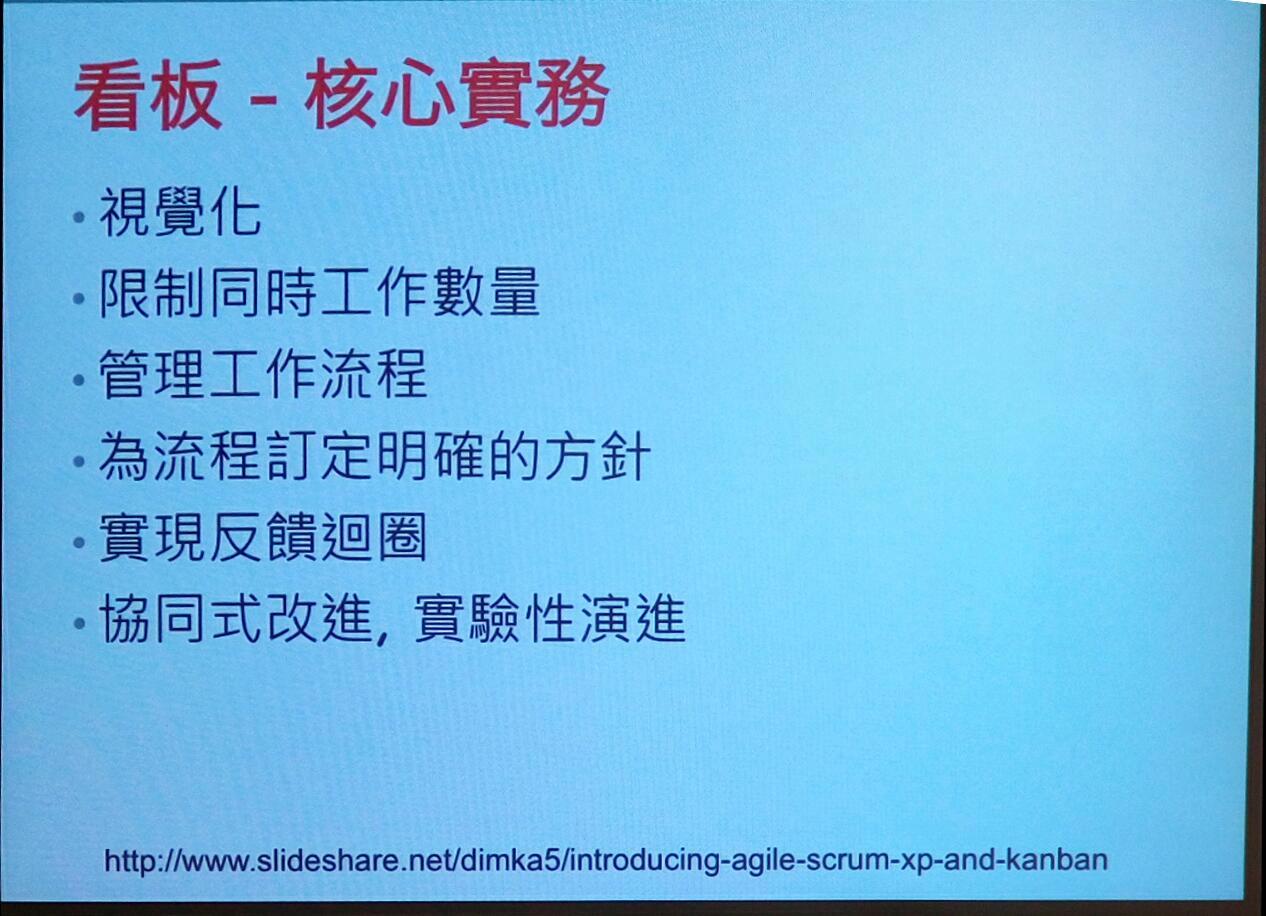 看板 - 核心實務
• 視覺化
• 限制同時工作數量
• 管理工作流程
• 為流程訂定明確的方針
• 實現反饋迴圈
• 協同式改進, 實驗性演進
http://www.slideshare.net/dimka5/introducing-agile-scrum-xp-and-kanban